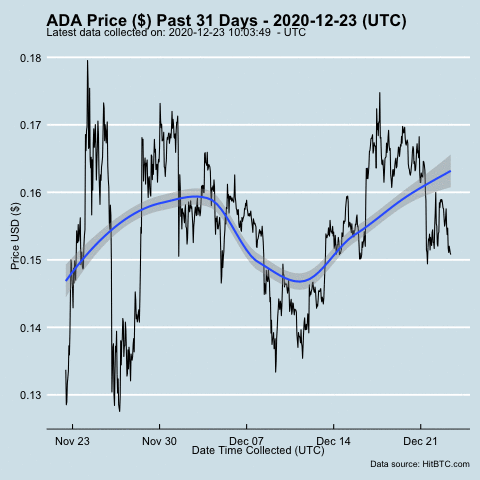 ADA Price ($) Past 31 Days - 2020-12-23 (UTC)
Latest data collected on: 2020-12-23 10:03:49 - UTC
0.18
0.17
0.16
0.15
0.14
0.13
Price USD ($)
Nov 23 Nov 30 Dec 07 Dec 14 Dec 21
Date Time Collected (UTC)
Data source: HitBTC.com